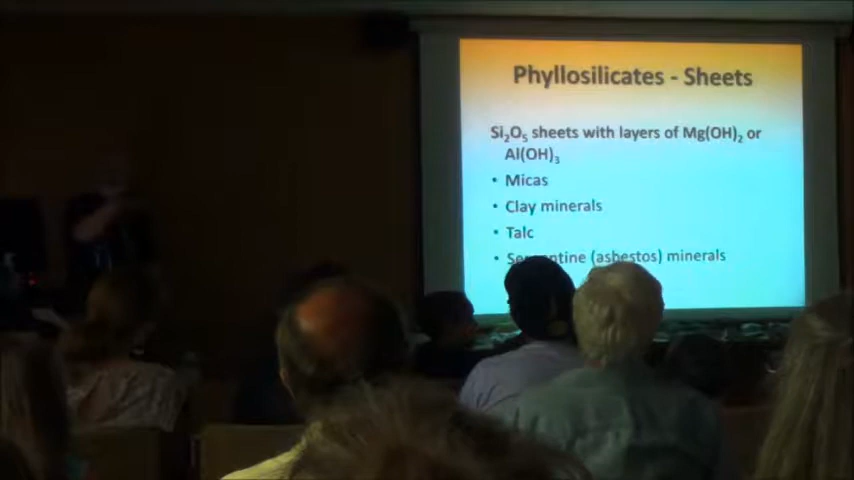 Phyllosilicates - Sheets
Si₂O₅ sheets with layers of Mg(OH)₂ or
Al(OH)₃
• Micas
• Clay minerals
• Talc
• Serpentine (asbestos) minerals